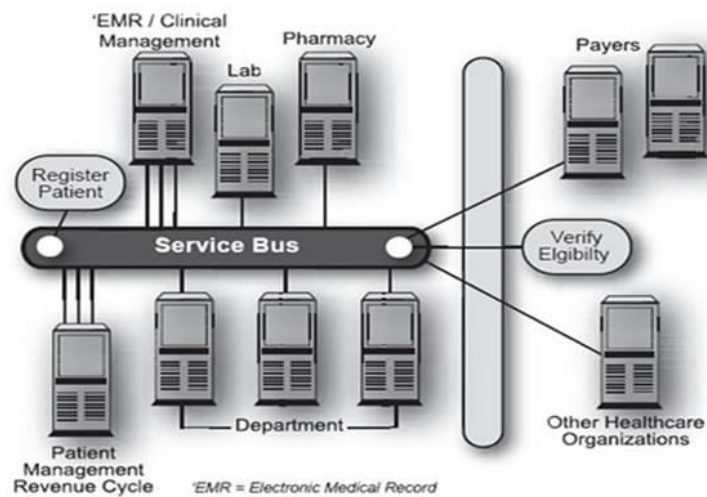 'EMR / Clinical
Management
Pharmacy
Lab
Payers
Register
Patient
Service Bus
Verify
Elgibilty
Department
Patient
Management
Revenue Cycle
Other Healthcare
Organizations
'EMR = Electronic Medical Record